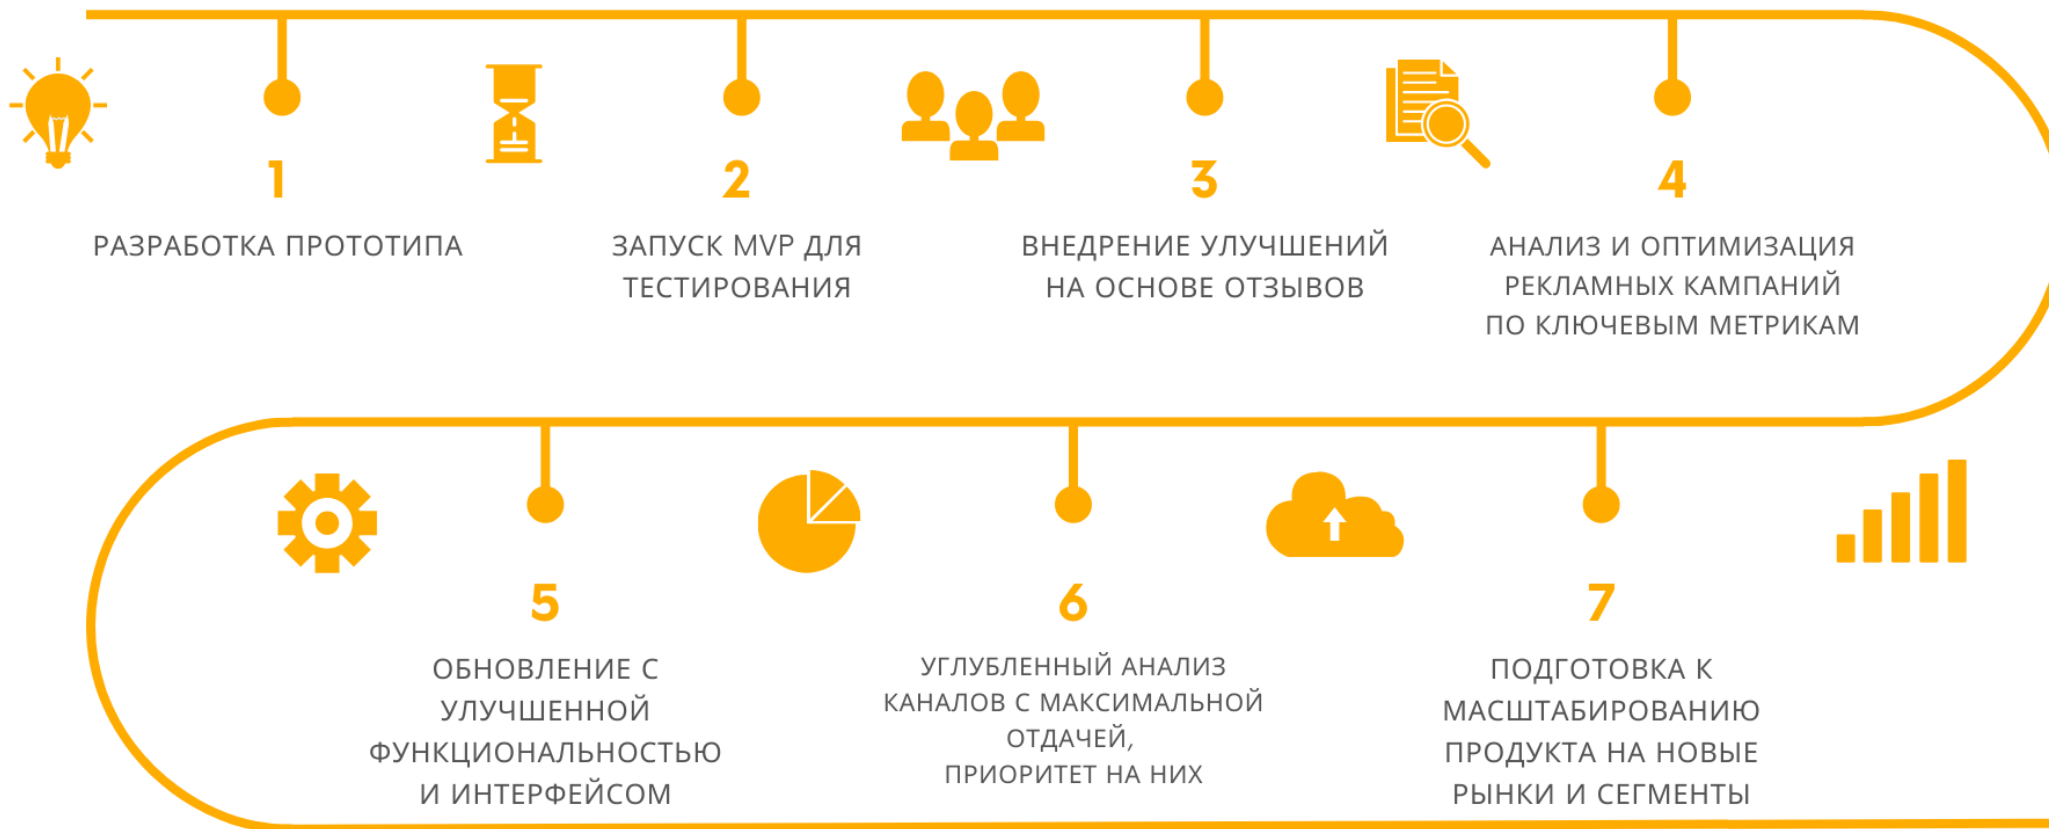 1
РАЗРАБОТКА ПРОТОТИПА
2
ЗАПУСК MVP ДЛЯ
ТЕСТИРОВАНИЯ
3
ВНЕДРЕНИЕ УЛУЧШЕНИЙ
НА ОСНОВЕ ОТЗЫВОВ
4
АНАЛИЗ И ОПТИМИЗАЦИЯ
РЕКЛАМНЫХ КАМПАНИЙ
ПО КЛЮЧЕВЫМ МЕТРИКАМ
5
ОБНОВЛЕНИЕ С
УЛУЧШЕННОЙ
ФУНКЦИОНАЛЬНОСТЬЮ
И ИНТЕРФЕЙСОМ
6
УГЛУБЛЕННЫЙ АНАЛИЗ
КАНАЛОВ С МАКСИМАЛЬНОЙ
ОТДАЧЕЙ,
ПРИОРИТЕТ НА НИХ
7
ПОДГОТОВКА К
МАСШТАБИРОВАНИЮ
ПРОДУКТА НА НОВЫЕ
РЫНКИ И СЕГМЕНТЫ